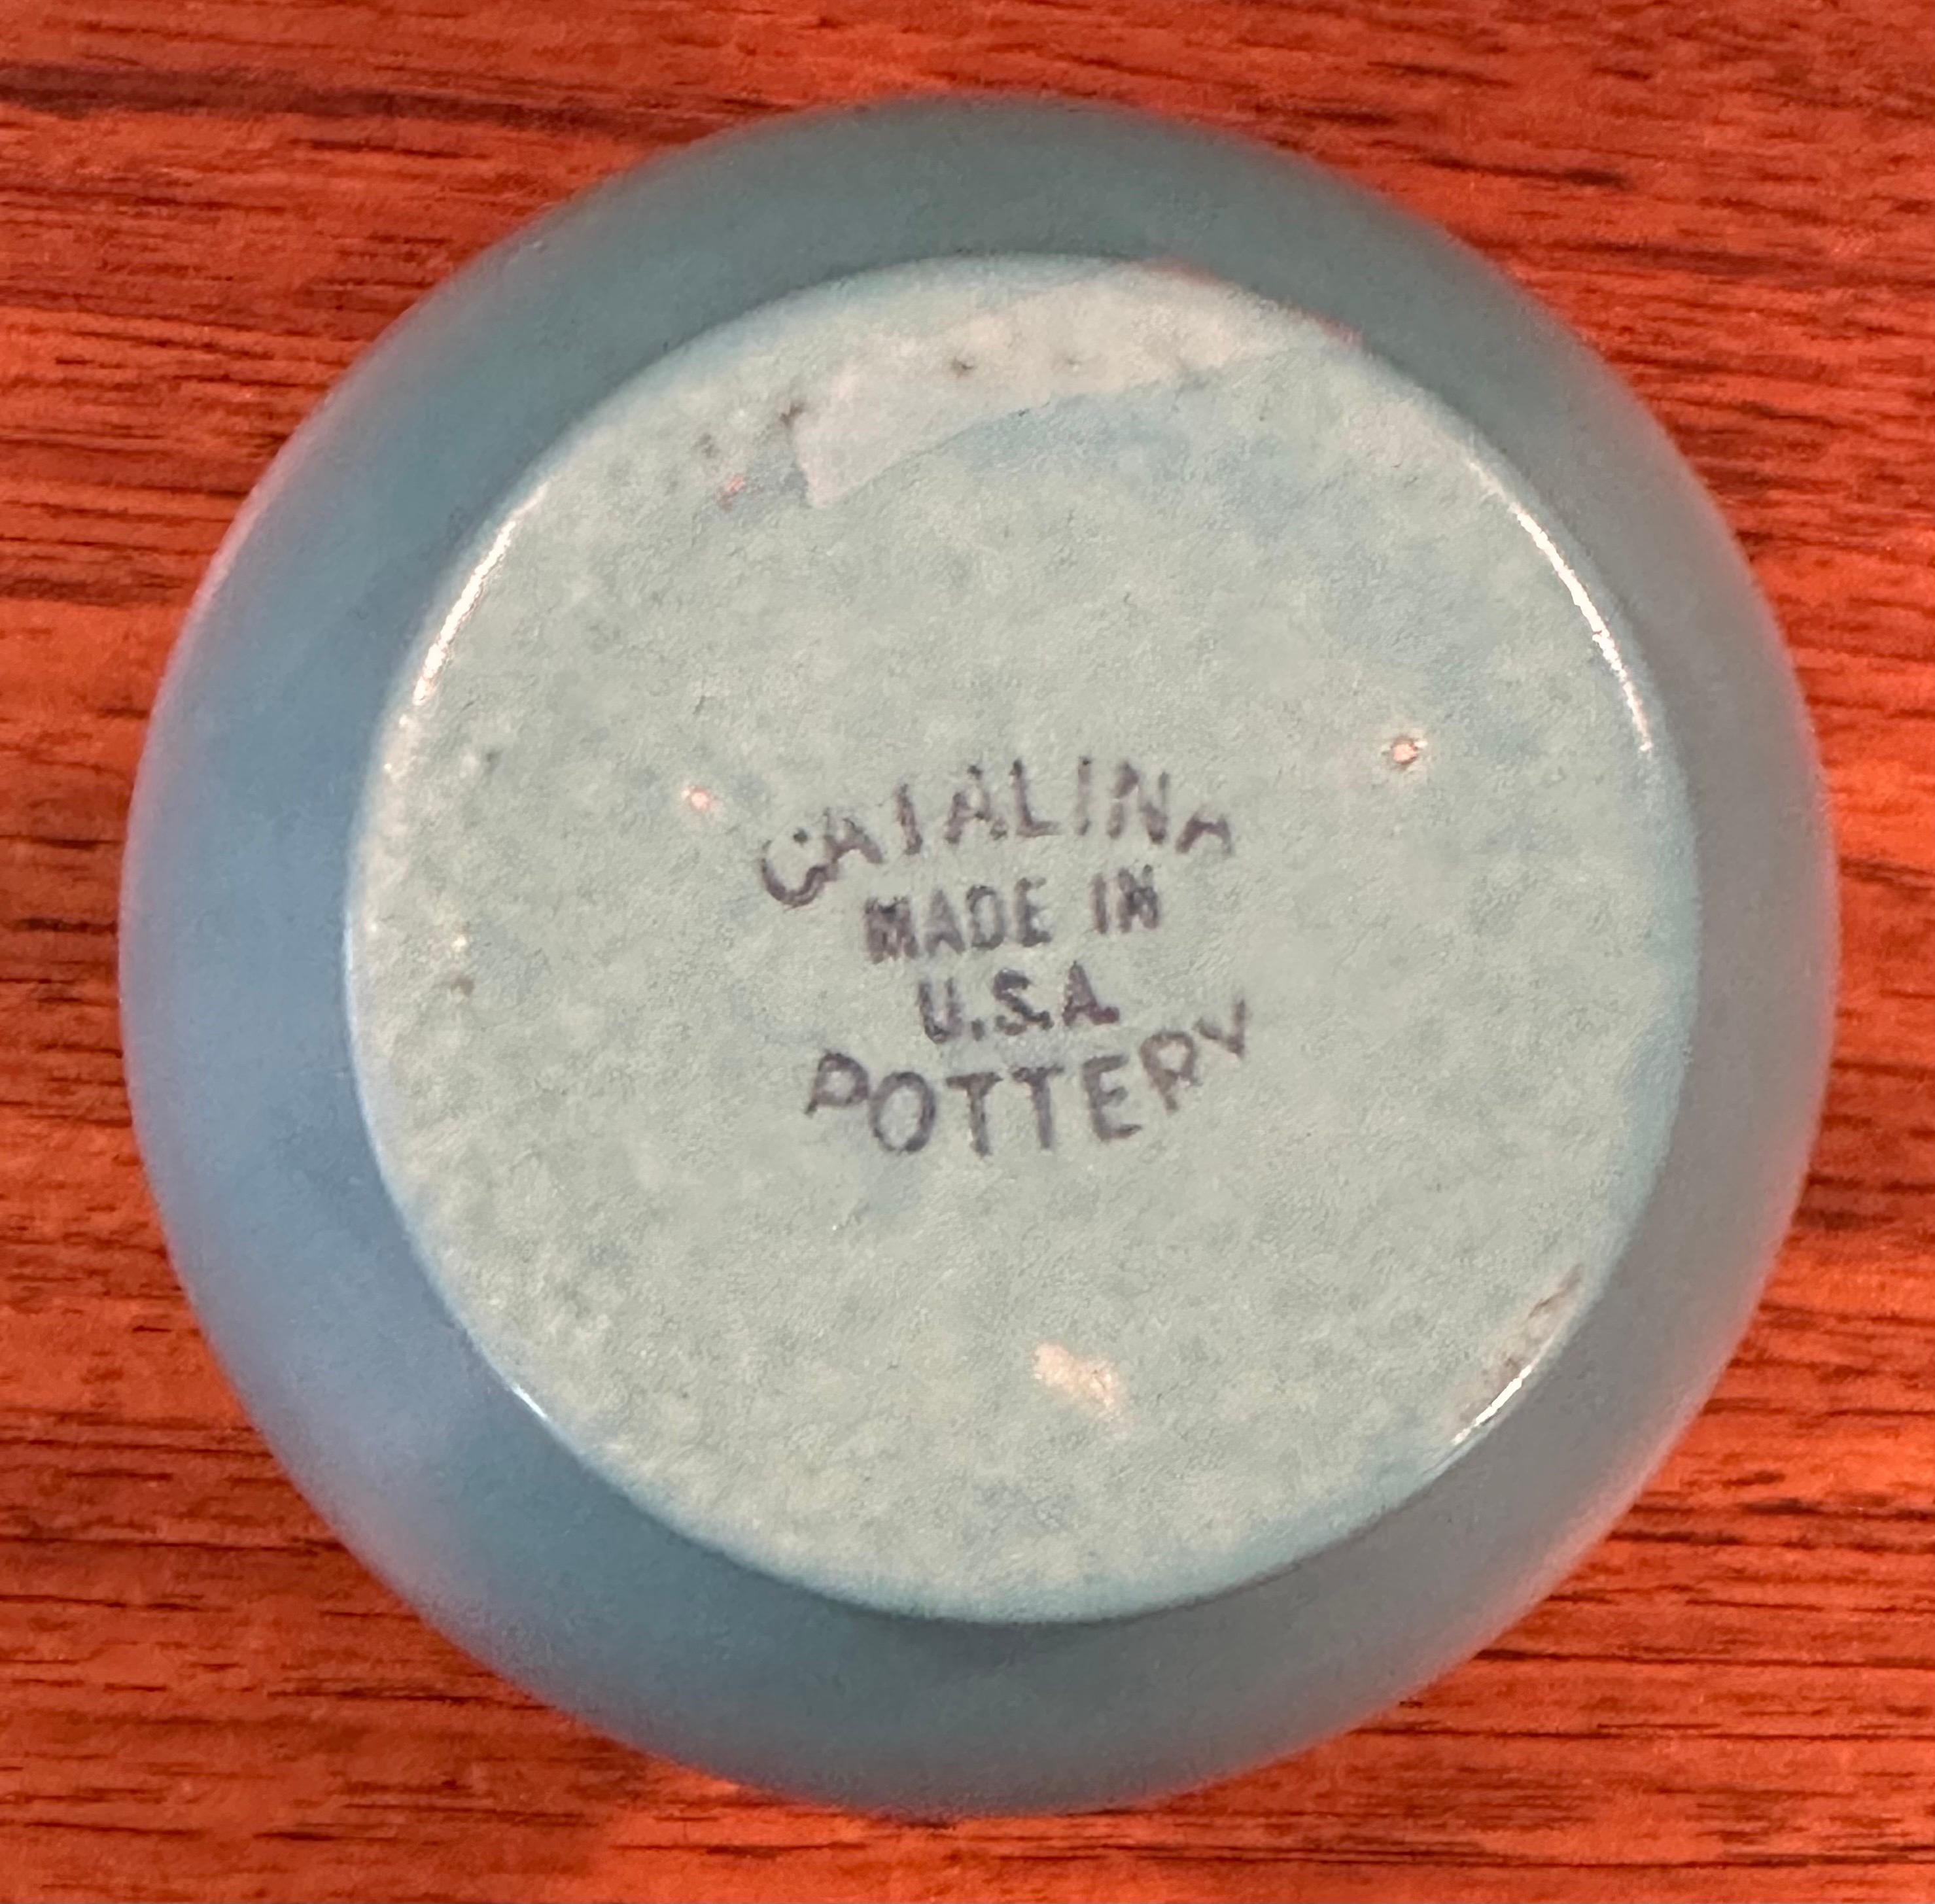 CATALINA
MADE IN
U.S.A.
POTTERY